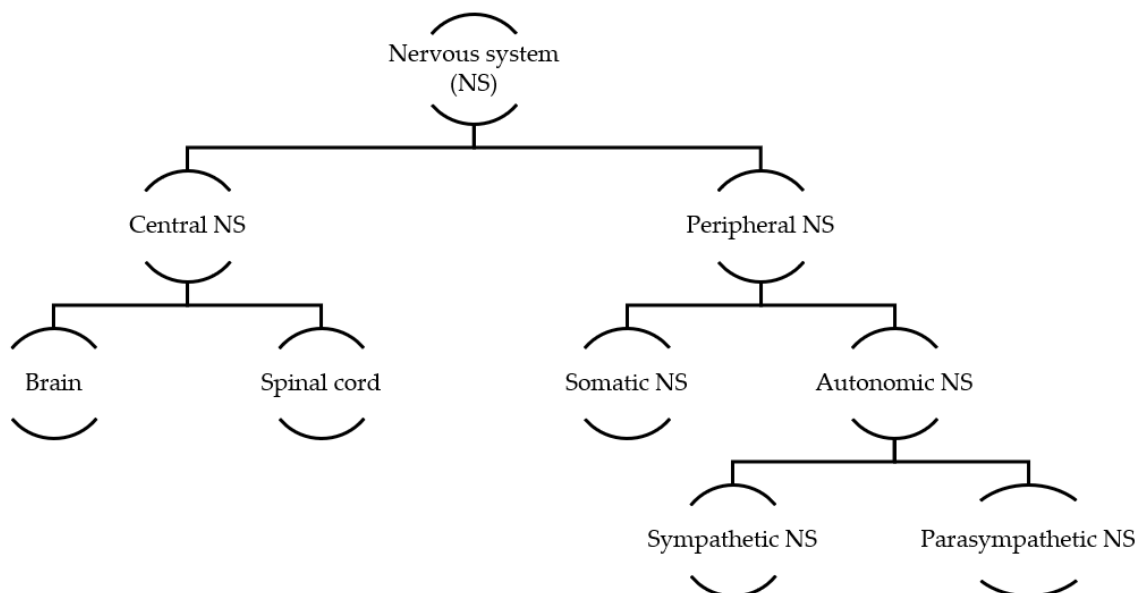 Nervous system
(NS)
Central NS
Peripheral NS
Brain
Spinal cord
Somatic NS
Autonomic NS
Sympathetic NS
Parasympathetic NS